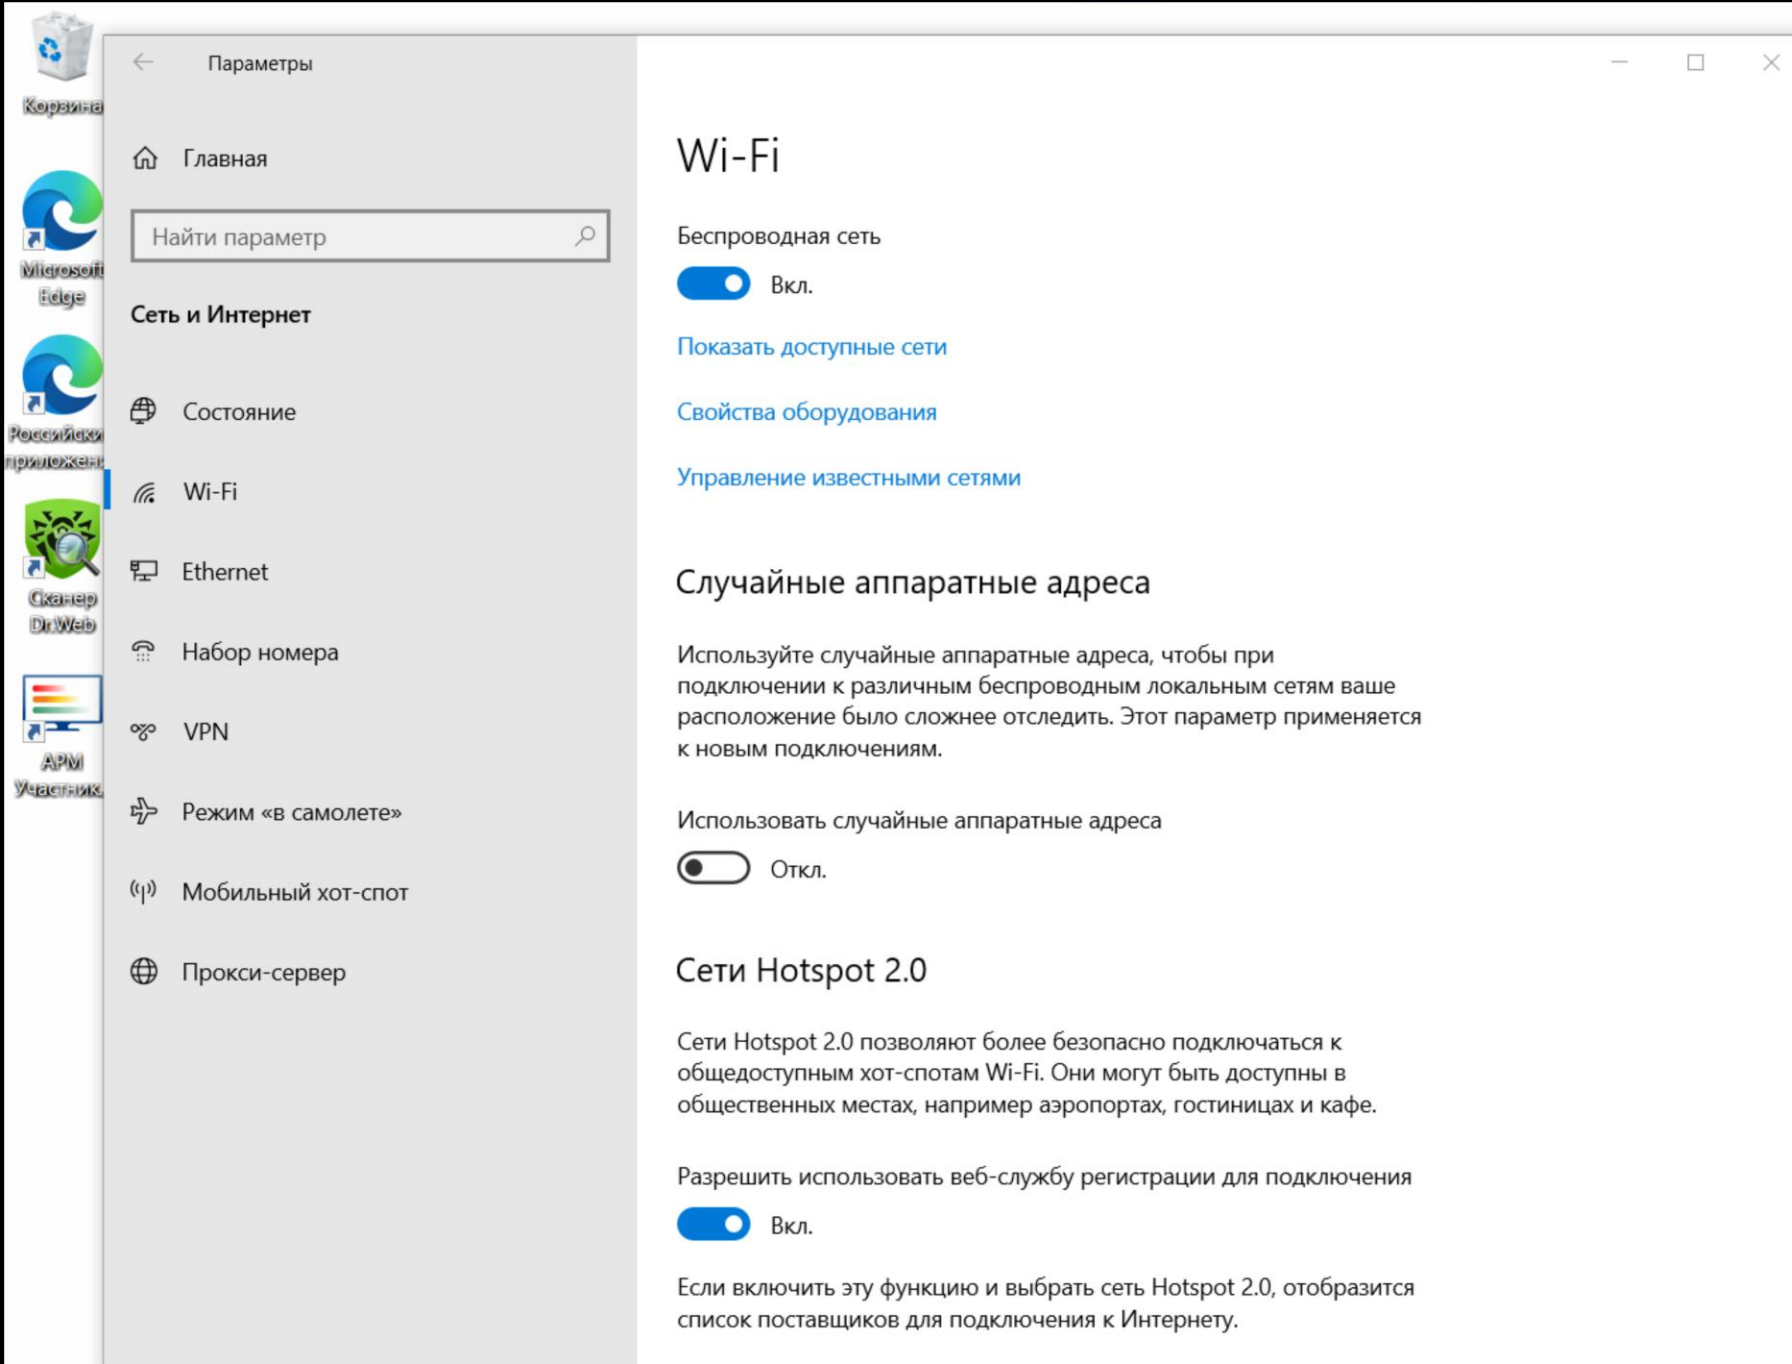 Корзина
Microsoft
Edge
Сканер
Dr.Web
АРМ
Параметры
Главная
Найти параметр
Сеть и Интернет
Состояние
Wi-Fi
Ethernet
Набор номера
VPN
Режим «в самолете»
Мобильный хот-спот
Прокси-сервер
Wi-Fi
Беспроводная сеть
Вкл.
Показать доступные сети
Свойства оборудования
Управление известными сетями
Случайные аппаратные адреса
Используйте случайные аппаратные адреса, чтобы при
подключении к различным беспроводным локальным сетям ваше
расположение было сложнее отследить. Этот параметр применяется
к новым подключениям.
Использовать случайные аппаратные адреса
Откл.
Сети Hotspot 2.0
Сети Hotspot 2.0 позволяют более безопасно подключаться к
общедоступным хот-спотам Wi-Fi. Они могут быть доступны в
общественных местах, например аэропортах, гостиницах и кафе.
Разрешить использовать веб-службу регистрации для подключения
Вкл.
Если включить эту функцию и выбрать сеть Hotspot 2.0, отобразится
список поставщиков для подключения к Интернету.